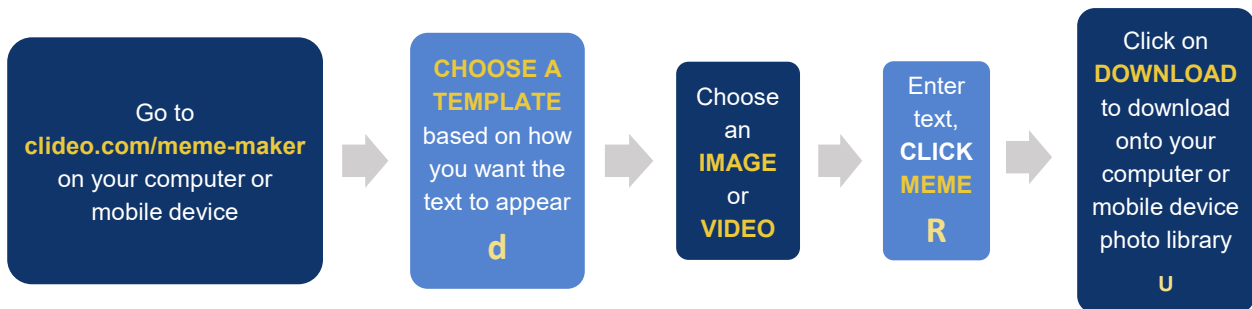 Go to
clideo.com/meme-maker
on your computer or
mobile device
CHOOSE A
TEMPLATE
based on how
you want the
text to appear
d
Choose
an
IMAGE
or
VIDEO
Enter
text,
CLICK
MEME
R
Click on
DOWNLOAD
to download
onto your
computer or
mobile device
photo library
U